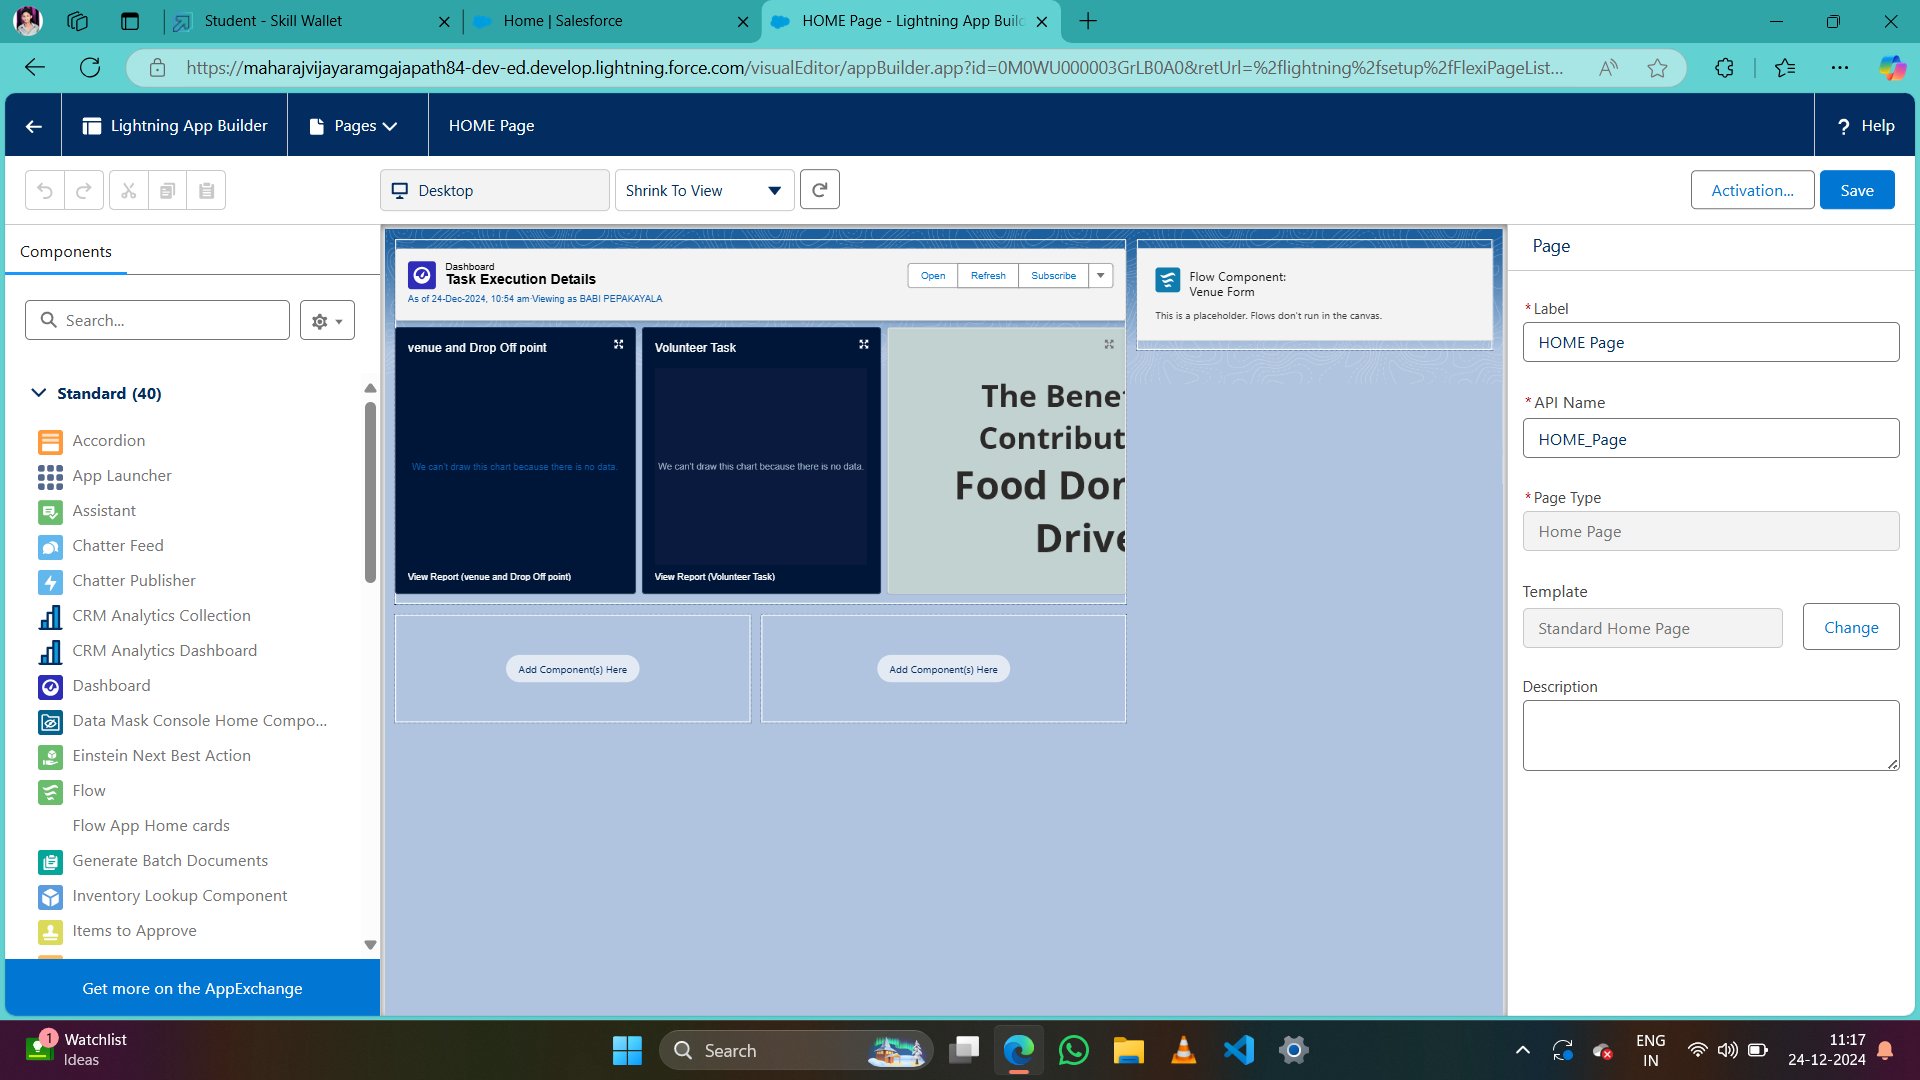 Student - Skill Wallet
Home | Salesforce
HOME Page - Lightning App Buil
https://maharajvijayaramgajapath84-dev-ed.develop.lightning.force.com/visualEditor/appBuilder.app?id=0M0WU000003GrLB0A0&retUrl=%2flightning%2fsetup%2fFlexiPageList...
Lightning App Builder
Pages
HOME Page
? Help
Desktop
Shrink To View
Activation...
Save
Components
Search...
Standard (40)
Accordion
App Launcher
Assistant
Chatter Feed
Chatter Publisher
CRM Analytics Collection
CRM Analytics Dashboard
Dashboard
Data Mask Console Home Compo...
Einstein Next Best Action
Flow
Flow App Home cards
Generate Batch Documents
Inventory Lookup Component
Items to Approve
Get more on the AppExchange
Dashboard
Task Execution Details
As of 24-Dec-2024, 10:54 am·Viewing as BABI PEPAKAYALA
Open
Refresh
Subscribe
venue and Drop Off point
We can't draw this chart because there is no data.
View Report (venue and Drop Off point)
Volunteer Task
We can't draw this chart because there is no data.
View Report (Volunteer Task)
The Bene
Contribut
Food Do
Drive
Add Component(s) Here
Add Component(s) Here
Flow Component:
Venue Form
This is a placeholder. Flows don't run in the canvas.
Page
*Label
HOME Page
*API Name
HOME_Page
*Page Type
Home Page
Template
Standard Home Page
Change
Description
1
Watchlist
Ideas
Search
ENG
IN
11:17
24-12-2024